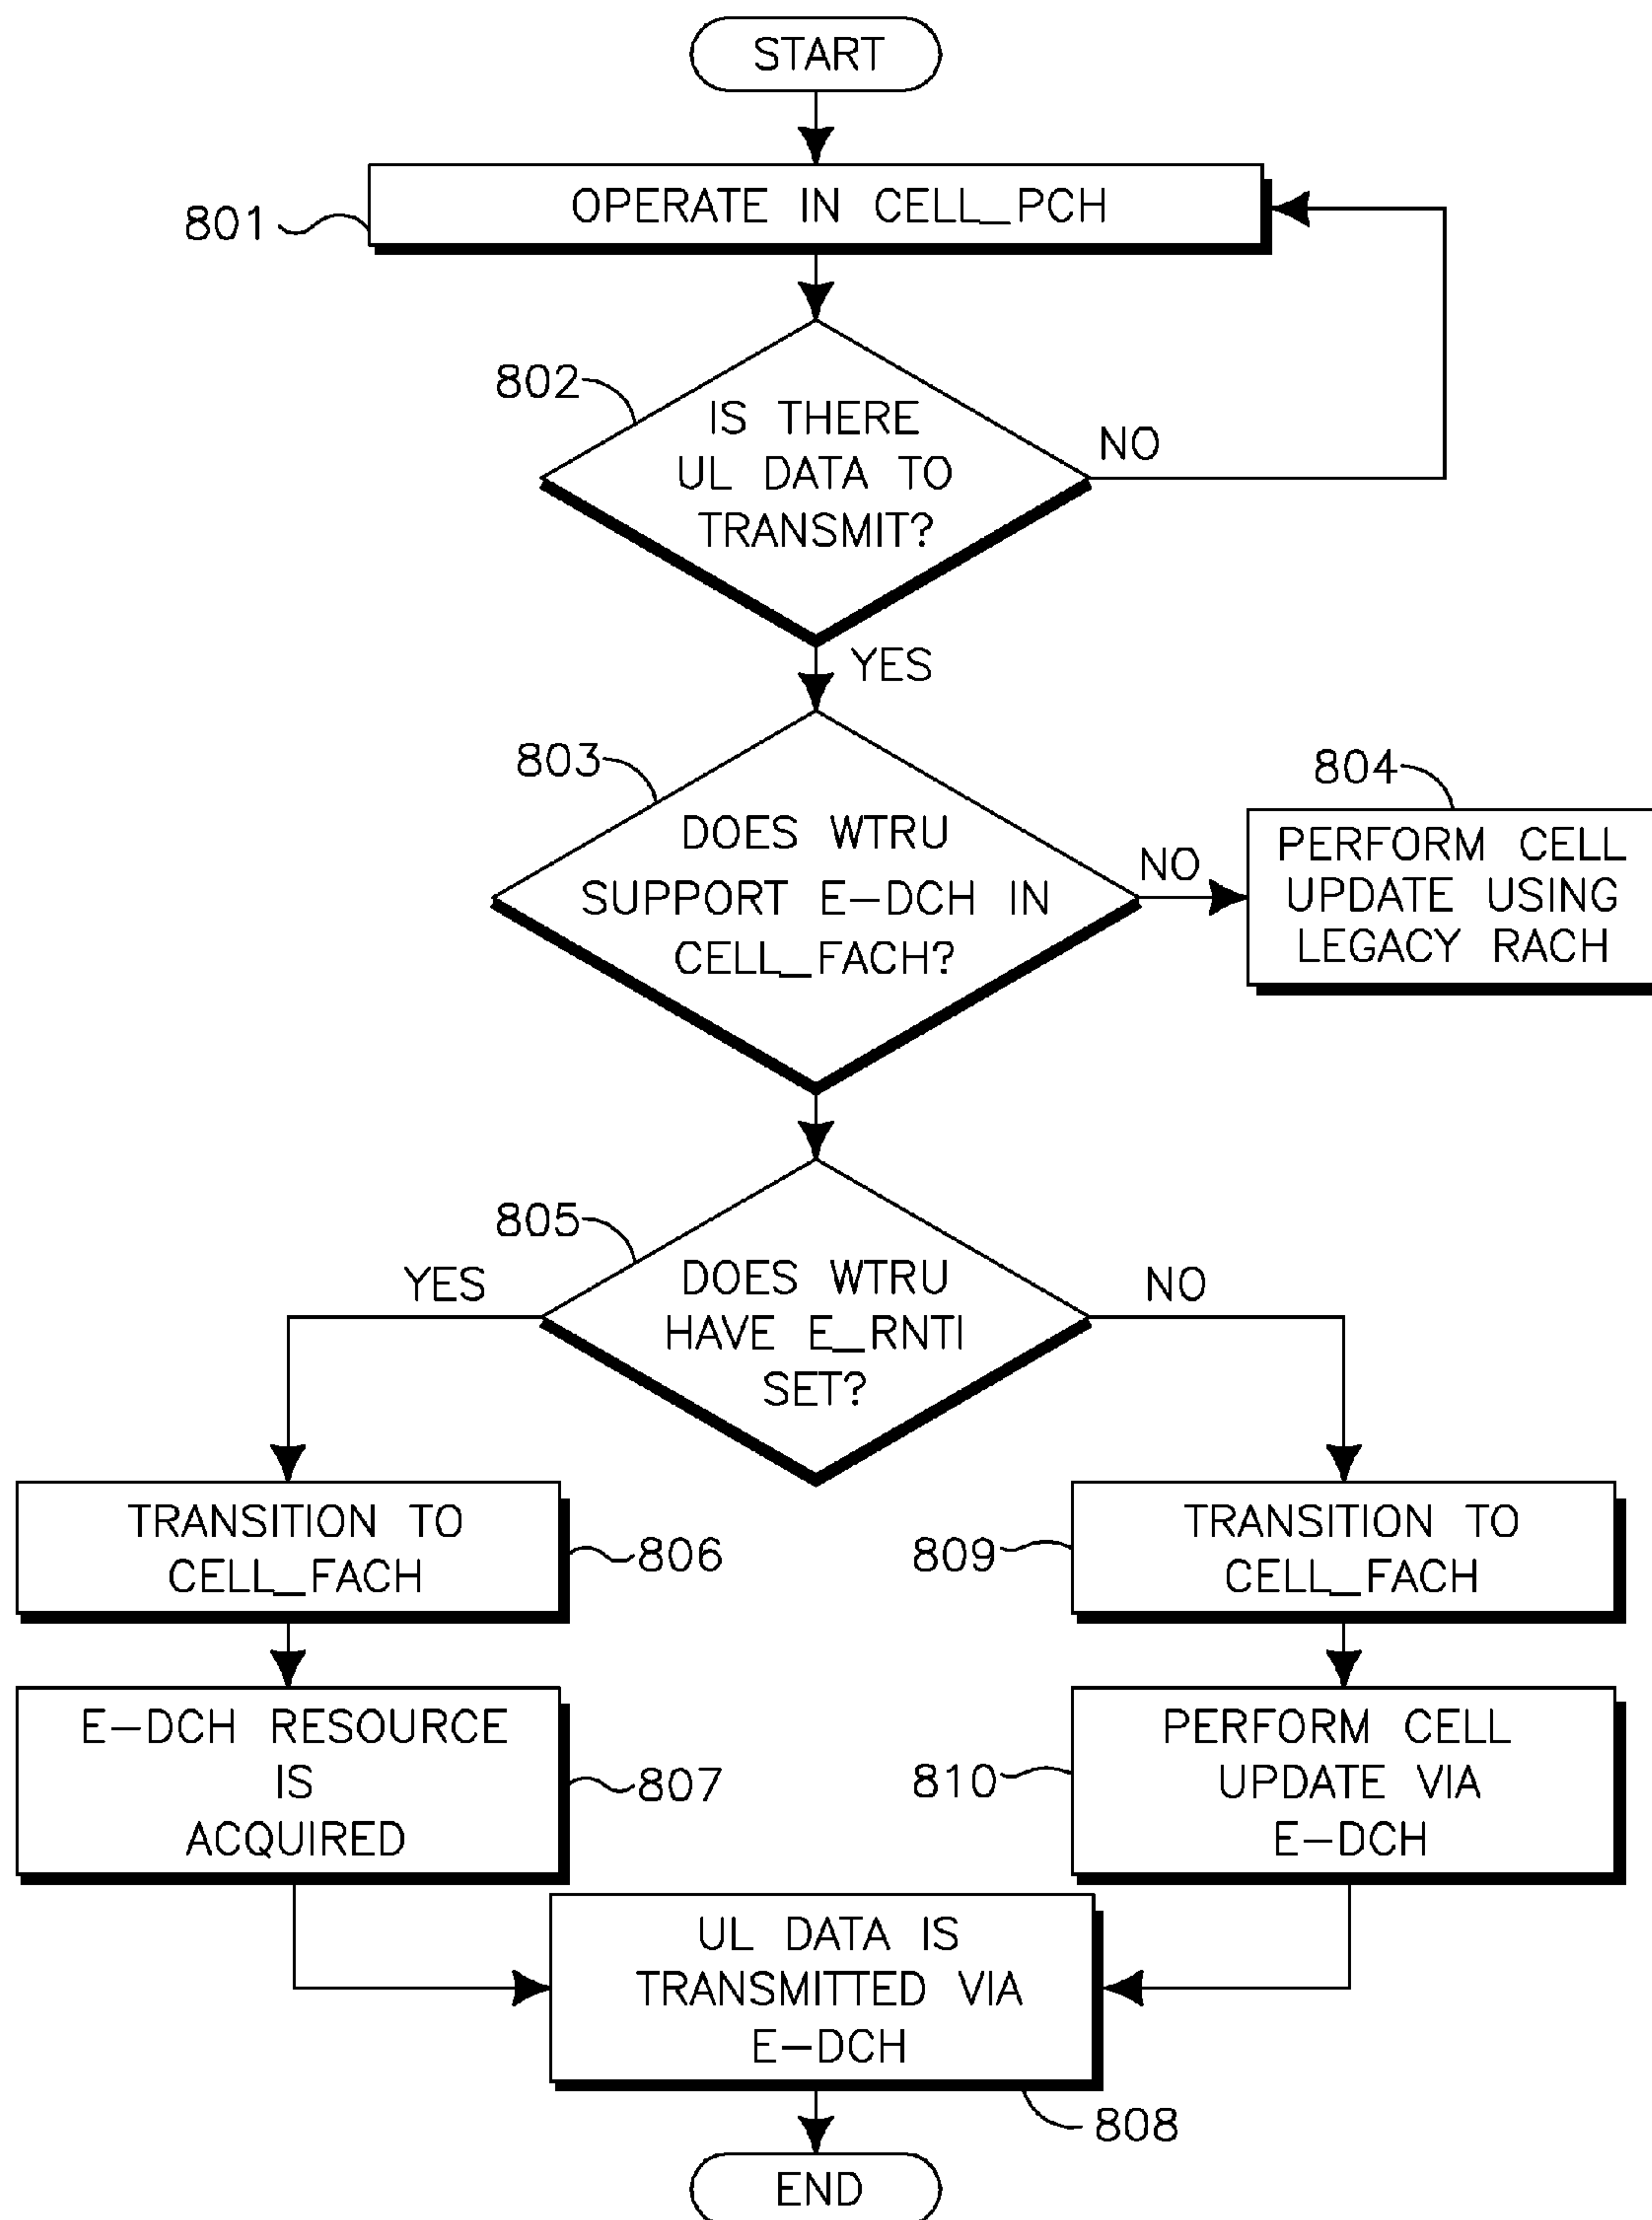 START
801
OPERATE IN CELL_PCH
802
IS THERE
UL DATA TO
TRANSMIT?
NO
YES
803
DOES WTRU
SUPPORT E-DCH IN
CELL_FACH?
NO
804
PERFORM CELL
UPDATE USING
LEGACY RACH
805
DOES WTRU
HAVE E_RNTI
SET?
YES
NO
TRANSITION TO
CELL_FACH
806
809
TRANSITION TO
CELL_FACH
E-DCH RESOURCE
IS
ACQUIRED
807
810
PERFORM CELL
UPDATE VIA
E-DCH
UL DATA IS
TRANSMITTED VIA
E-DCH
808
END